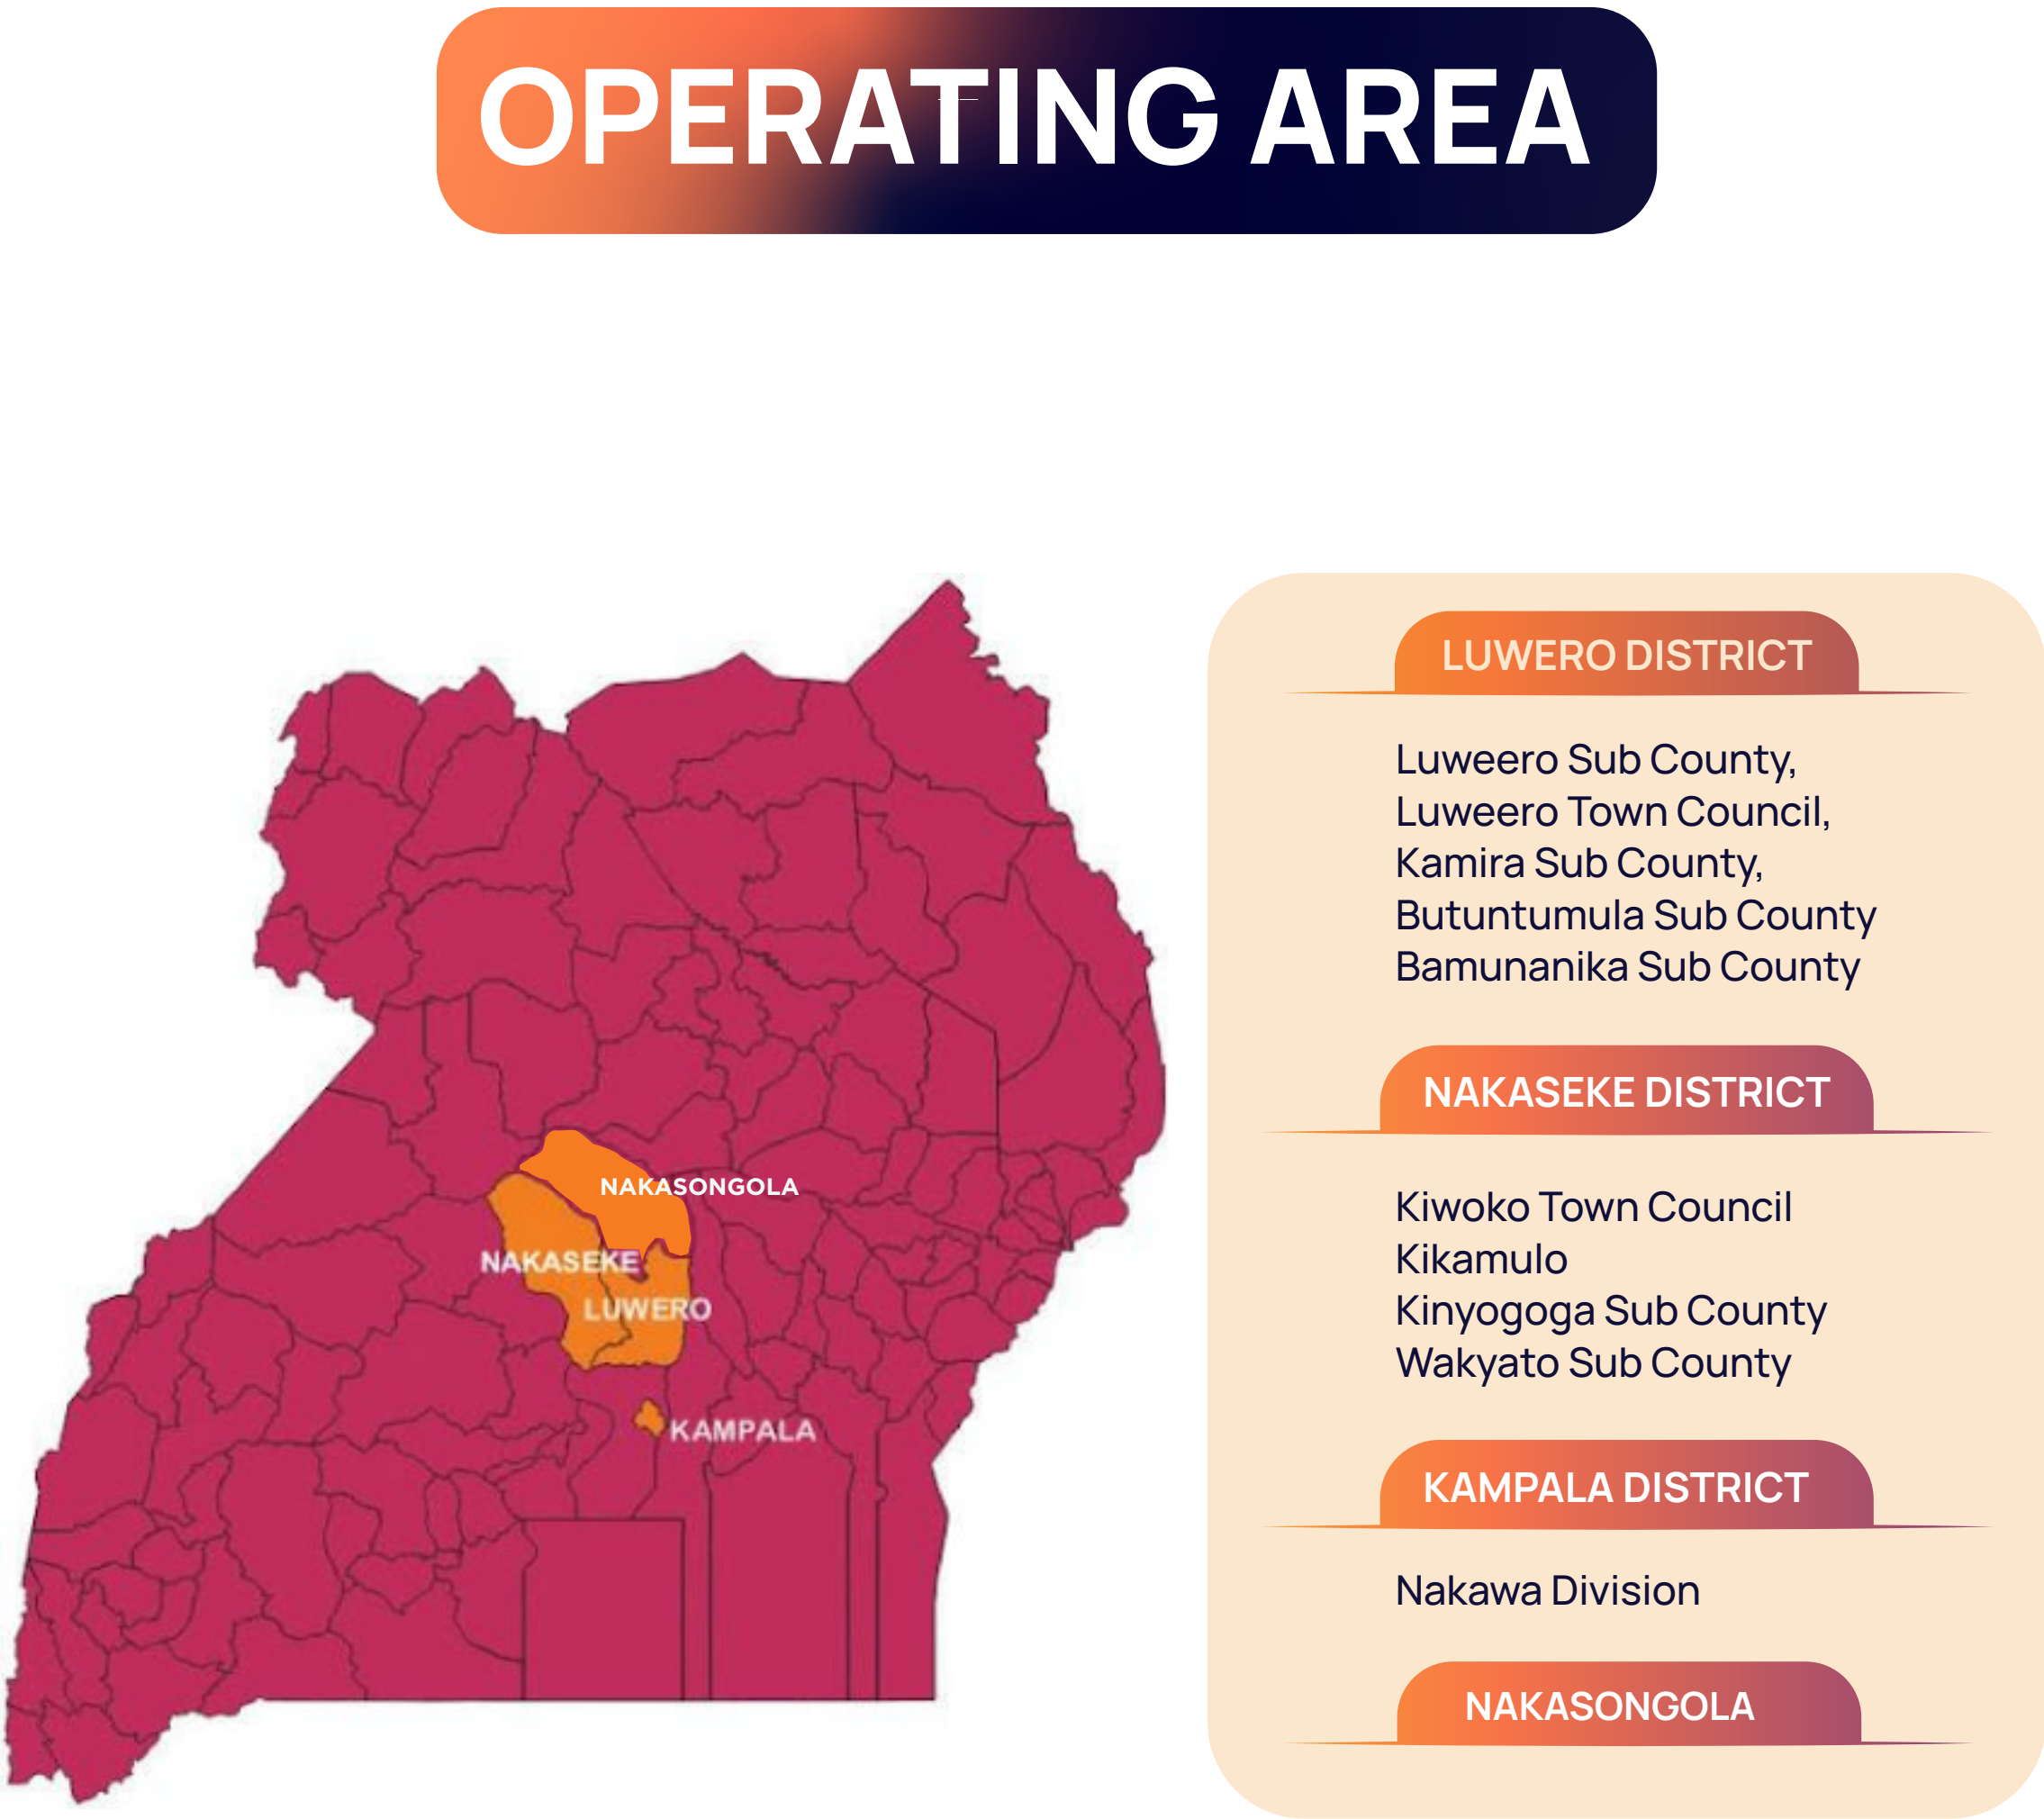 OPERATING AREA
NAKASONGOLA
NAKASEKE
LUWERO
KAMPALA
LUWERO DISTRICT
Luweero Sub County,
Luweero Town Council,
Kamira Sub County,
Butuntumula Sub County
Bamunanika Sub County
NAKASEKE DISTRICT
Kiwoko Town Council
Kikamulo
Kinyogoga Sub County
Wakyato Sub County
KAMPALA DISTRICT
Nakawa Division
NAKASONGOLA